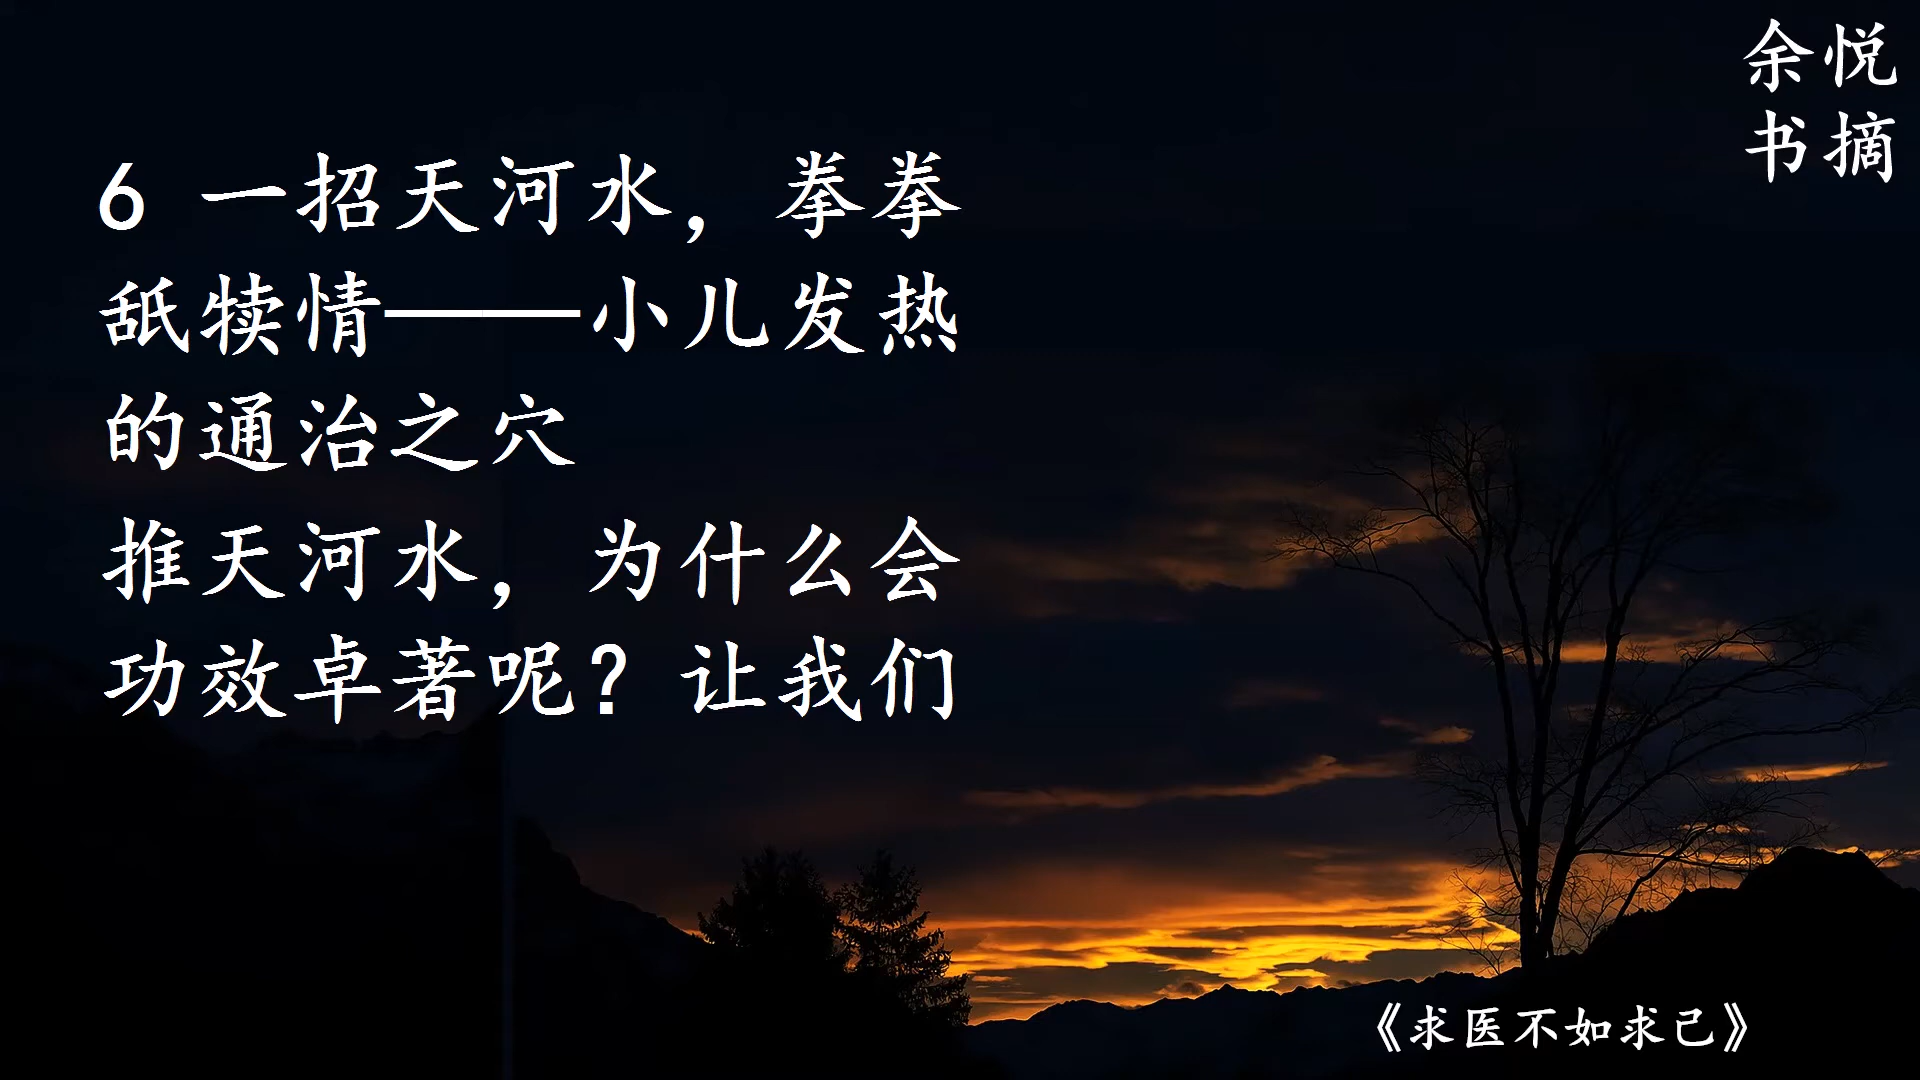 余悦
书摘
6 一招天河水，拳拳
舐犊情——小儿发热
的通治之穴
推天河水，为什么会
功效卓著呢？让我们
《求医不如求己》